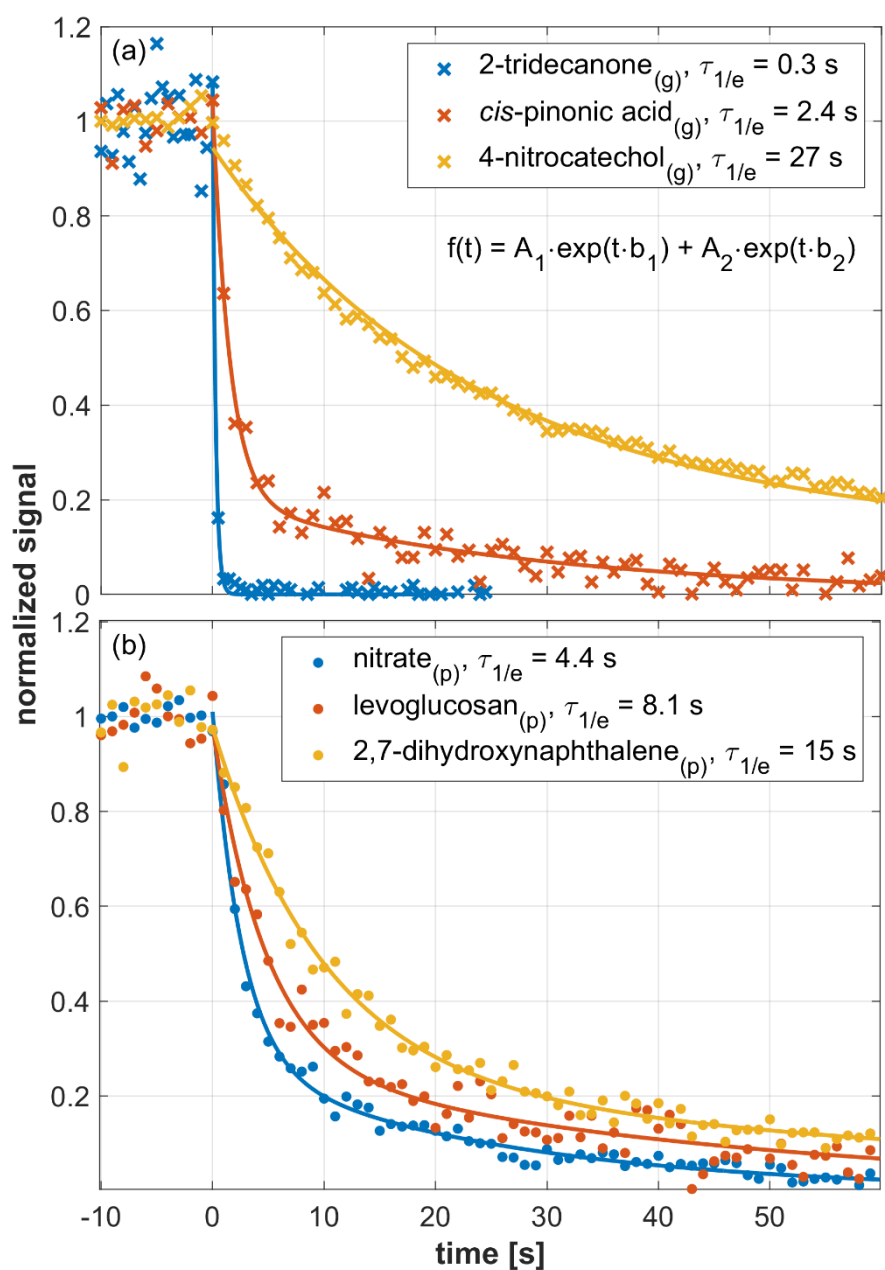 normalized signal
1.2
1
0.8
0.6
0.4
0.2
0
(a)
2-tridecanone(g), τ1/e = 0.3 s
cis-pinonic acid(g), τ1/e = 2.4 s
4-nitrocatechol(g), τ1/e = 27 s
f(t) = A1·exp(t·b1) + A2·exp(t·b2)
1.2
1
0.8
0.6
0.4
0.2
(b)
nitrate(p), τ1/e = 4.4 s
levoglucosan(p), τ1/e = 8.1 s
2,7-dihydroxynaphthalene(p), τ1/e = 15 s
-10 0 10 20 30 40 50
time [s]